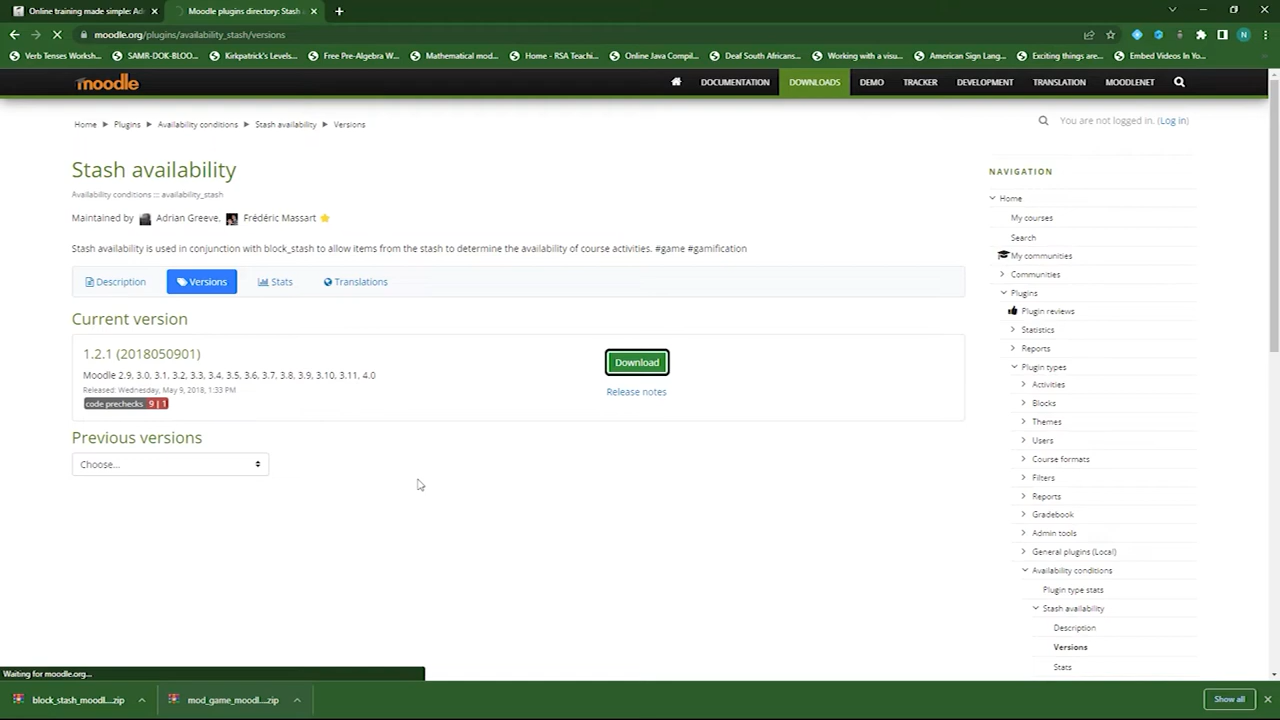 Online training made simple: Ad
Moodle plugins directory: Stash a
moodle.org/plugins/availability_stash/versions
Verb Tenses Worksh...
SAMR-DOK-BLOO...
Kirkpatrick's Levels...
Free Pre-Algebra W...
Mathematical mod...
Home - RSA Teachi...
Online Java Compil...
Deaf South African...
Working with a visu...
American Sign Lang...
Exciting things are...
Embed Videos In Yo...
moodle
DOCUMENTATION
DOWNLOADS
DEMO
TRACKER
DEVELOPMENT
TRANSLATION
MOODLENET
Home ► Plugins ► Availability conditions ► Stash availability ► Versions
You are not logged in. (Log in)
Stash availability
Availability conditions ::: availability_stash
Maintained by Adrian Greeve, Frédéric Massart
Stash availability is used in conjunction with block_stash to allow items from the stash to determine the availability of course activities. #game #gamification
Description
Versions
Stats
Translations
Current version
1.2.1 (2018050901)
Moodle 2.9, 3.0, 3.1, 3.2, 3.3, 3.4, 3.5, 3.6, 3.7, 3.8, 3.9, 3.10, 3.11, 4.0
Released: Wednesday, May 9, 2018, 1:33 PM
code prechecks 9 | 1
Download
Release notes
Previous versions
Choose...
NAVIGATION
Home
My courses
Search
My communities
Communities
Plugins
Plugin reviews
Statistics
Reports
Plugin types
Activities
Blocks
Themes
Users
Course formats
Filters
Reports
Gradebook
Admin tools
General plugins (Local)
Availability conditions
Plugin type stats
Stash availability
Description
Versions
Stats
Waiting for moodle.org...
block_stash_moodl....zip
mod_game_moodl....zip
Show all
N